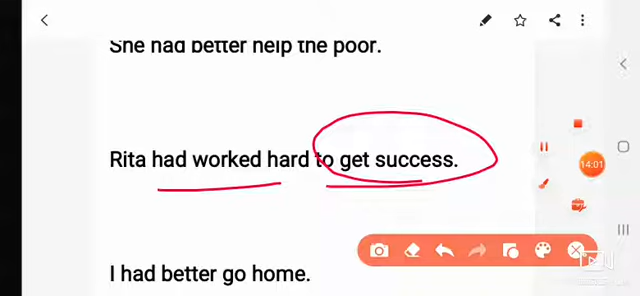 She had better help the poor.
Rita had worked hard to get success.
14:01
I had better go home.